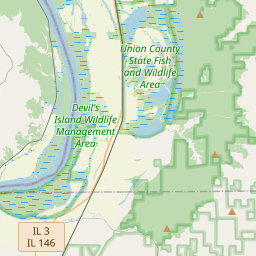 Union County
State Fish
and Wildlife
Area
Devil's
Island Wildlife
Management
Area
IL 3
IL 146